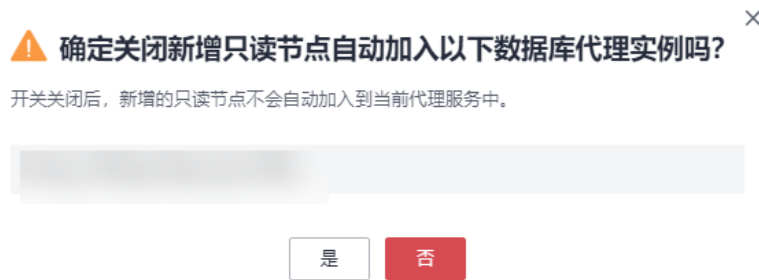 确定关闭新增只读节点自动加入以下数据库代理实例吗？
开关关闭后，新增的只读节点不会自动加入到当前代理服务中。
是
否